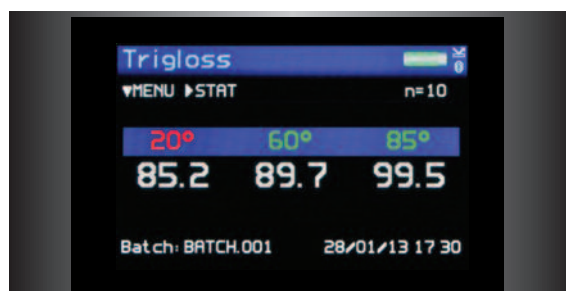 Trigloss
▼MENU ▶STAT n=10
20° 60° 85°
85.2 89.7 99.5
Batch: BATCH.001 28/01/13 17 30